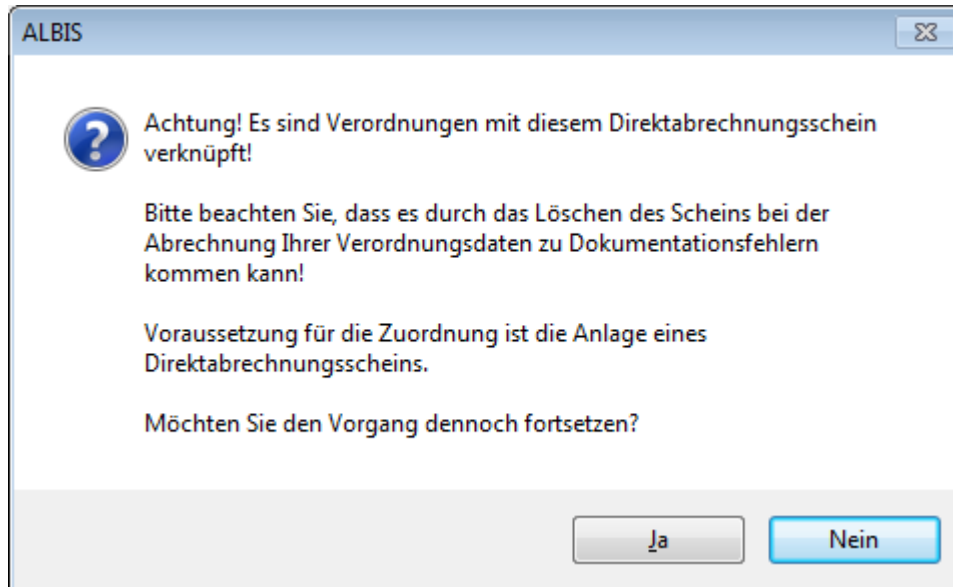 ALBIS
Achtung! Es sind Verordnungen mit diesem Direktabrechnungsschein
verknüpft!
Bitte beachten Sie, dass es durch das Löschen des Scheins bei der
Abrechnung Ihrer Verordnungsdaten zu Dokumentationsfehlern
kommen kann!
Voraussetzung für die Zuordnung ist die Anlage eines
Direktabrechnungsscheins.
Möchten Sie den Vorgang dennoch fortsetzen?
Ja Nein